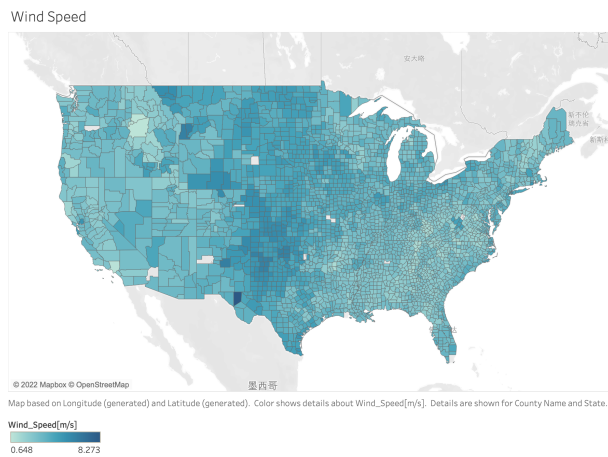 Wind Speed
安大略
新不伦
瑞克省
墨西哥
© 2022 Mapbox © OpenStreetMap
Map based on Longitude (generated) and Latitude (generated). Color shows details about Wind_Speed[m/s]. Details are shown for County Name and State.
Wind_Speed[m/s]
0.648 8.273